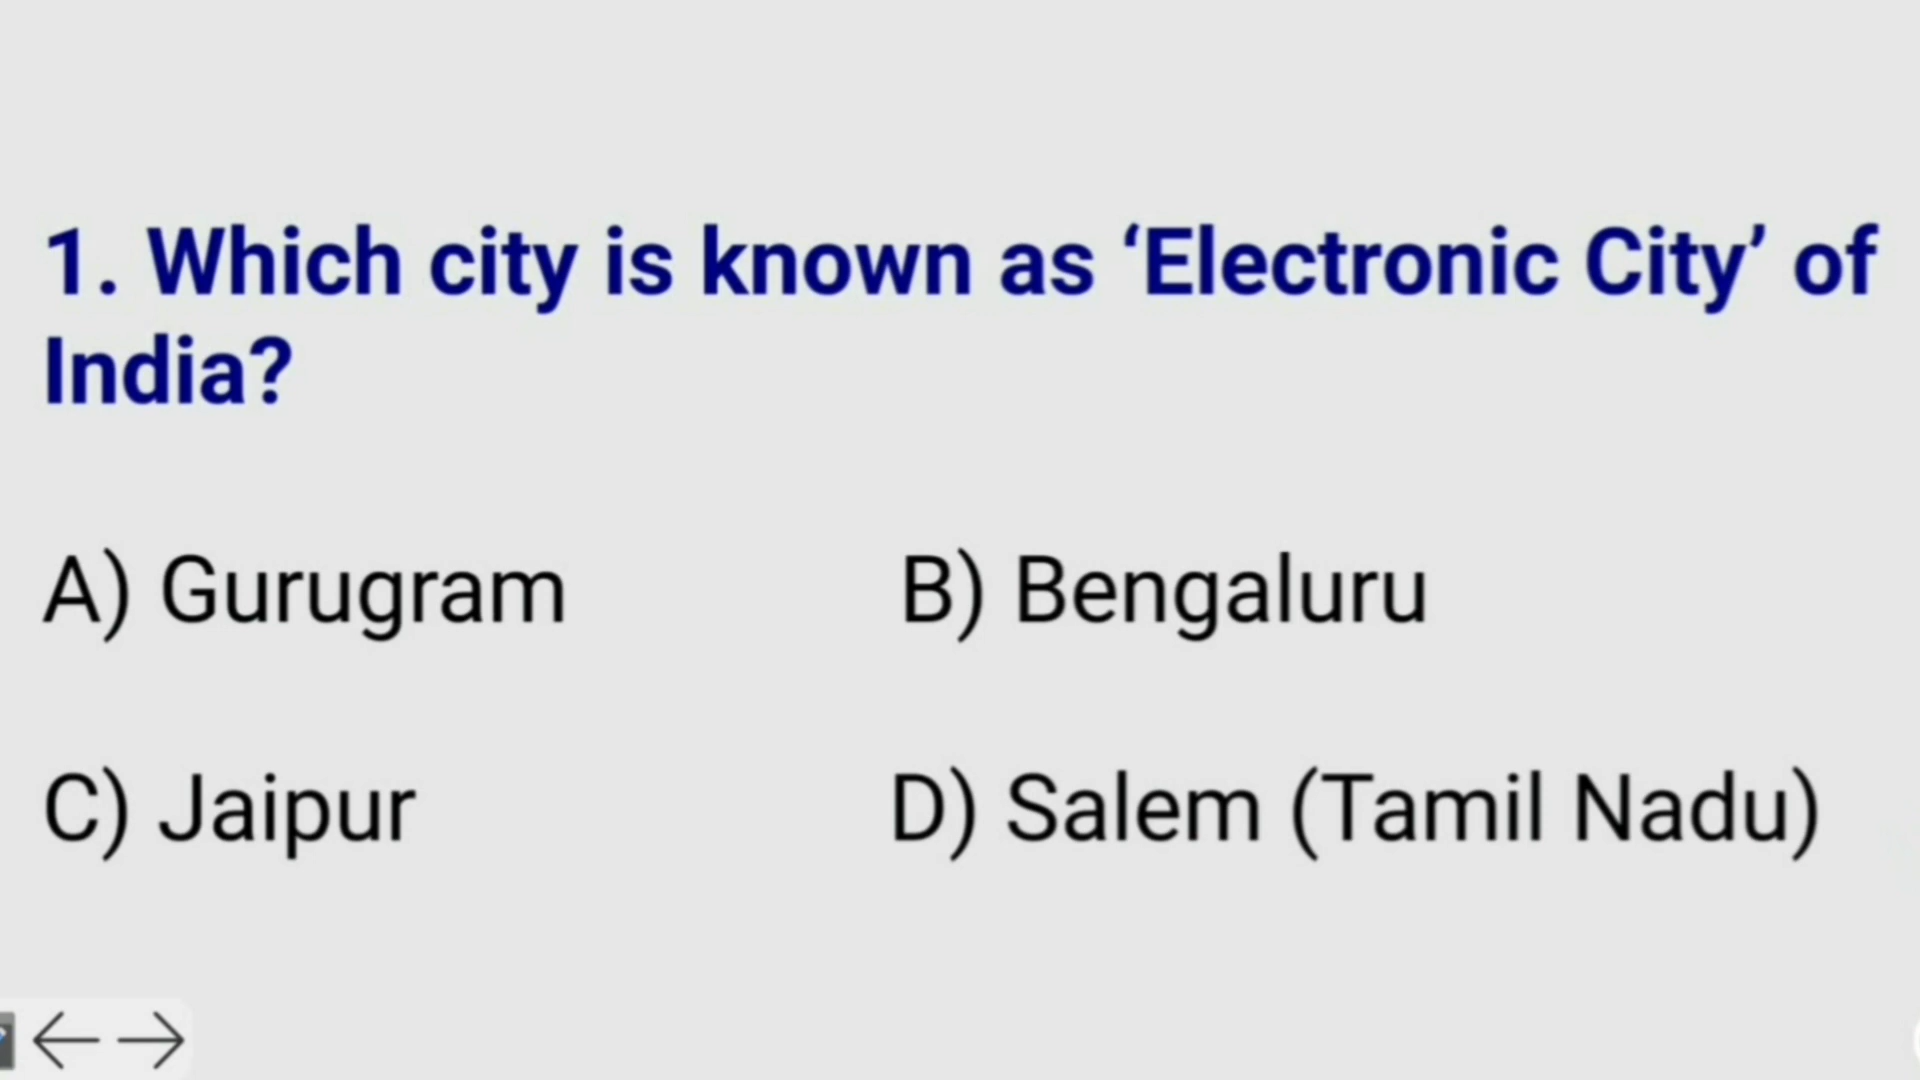 1. Which city is known as ‘Electronic City’ of
India?
A) Gurugram B) Bengaluru
C) Jaipur D) Salem (Tamil Nadu)